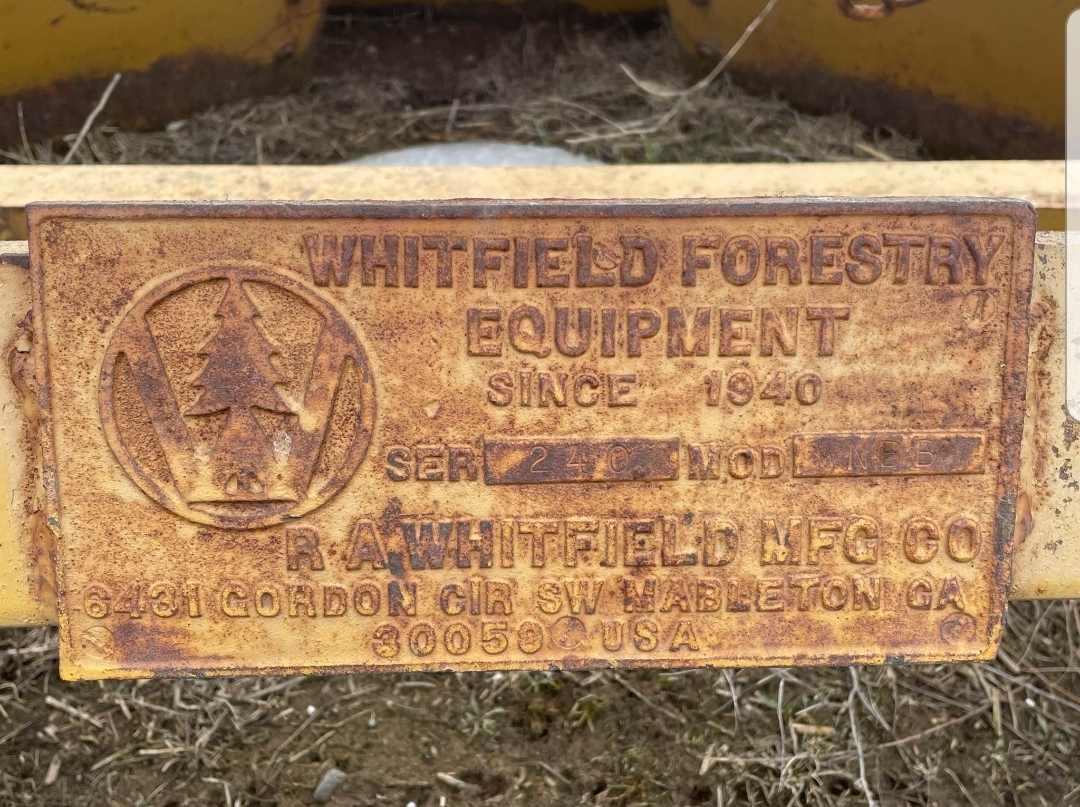 WHITFIELD FORESTRY
EQUIPMENT
SINCE 1940
SER 240 MOD
R A WHITFIELD MFG CO
6431 GORDON CIR SW MABLETON GA
30059 USA